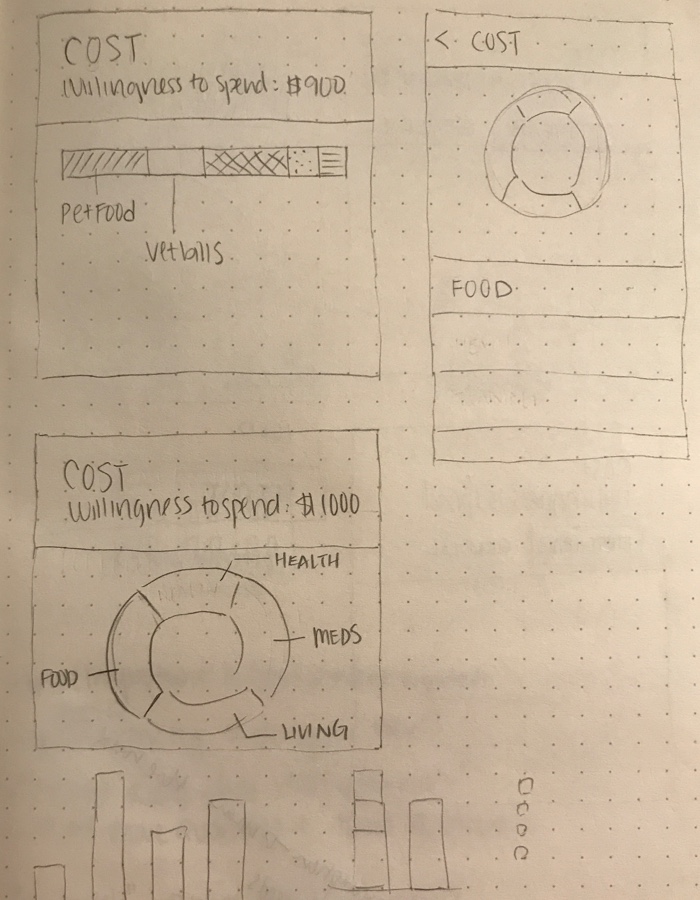 COST
Willingness to spend: $900
Pet Food
Vet bills
< COST
FOOD
COST
Willingness to spend: $1000
HEALTH
MEDS
FOOD
LIVING